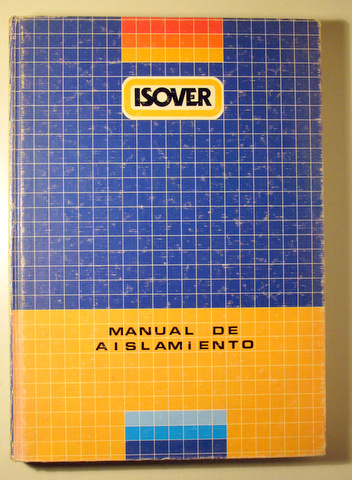 ISOVER
MANUAL DE
AISLAMiENTO